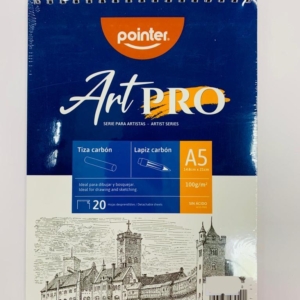 pointer
Art PRO
SERIE PARA ARTISTAS - ARTIST SERIES
Tiza carbón
Lapiz carbón
A5
Ideal para dibujar y bosquejar
Ideal for drawing and sketching
20